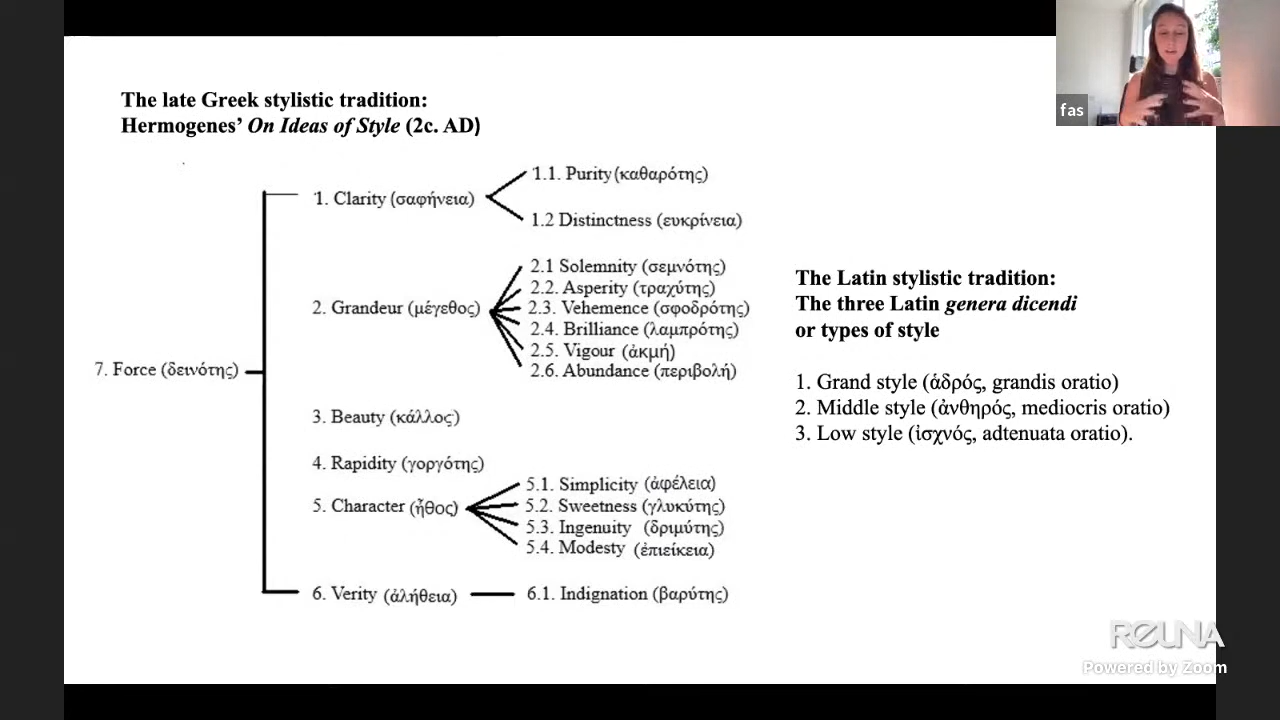 The late Greek stylistic tradition:
Hermogenes’ On Ideas of Style (2c. AD)
fas
1. Clarity (σαφήνεια)
1.1. Purity (καθαρότης)
1.2 Distinctness (ευκρίνεια)
2. Grandeur (μέγεθος)
2.1 Solemnity (σεμνότης)
2.2. Asperity (τραχύτης)
2.3. Vehemence (σφοδρότης)
2.4. Brilliance (λαμπρότης)
2.5. Vigour (ἀκμή)
2.6. Abundance (περιβολή)
7. Force (δεινότης)
3. Beauty (κάλλος)
4. Rapidity (γοργότης)
5. Character (ἦθος)
5.1. Simplicity (ἀφέλεια)
5.2. Sweetness (γλυκύτης)
5.3. Ingenuity (δριμύτης)
5.4. Modesty (ἐπιείκεια)
6. Verity (ἀλήθεια)
6.1. Indignation (βαρύτης)
The Latin stylistic tradition:
The three Latin genera dicendi
or types of style
1. Grand style (ἁδρός, grandis oratio)
2. Middle style (ἀνθηρός, mediocris oratio)
3. Low style (ἰσχνός, adtenuata oratio).
REUNA
Powered by Zoom